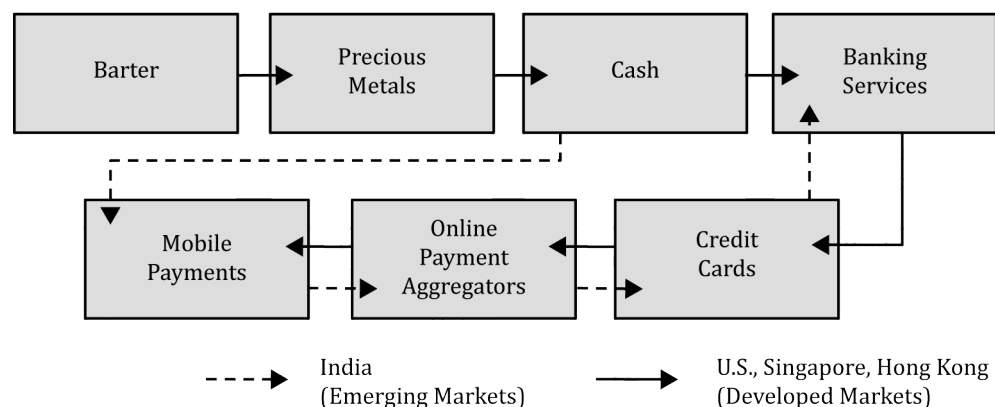 Barter
Precious
Metals
Cash
Banking
Services
Mobile
Payments
Online
Payment
Aggregators
Credit
Cards
India
(Emerging Markets)
U.S., Singapore, Hong Kong
(Developed Markets)